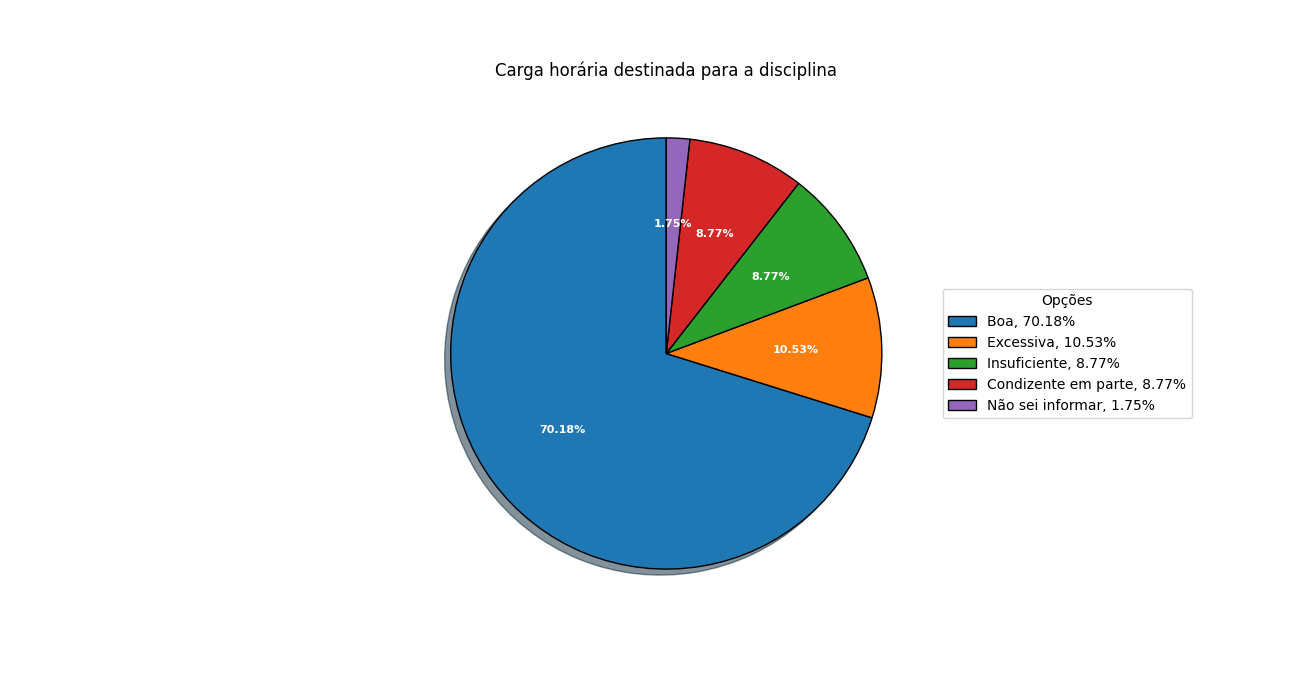 Carga horária destinada para a disciplina
1.75%
8.77%
8.77%
10.53%
70.18%
Opções
Boa, 70.18%
Excessiva, 10.53%
Insuficiente, 8.77%
Condizente em parte, 8.77%
Não sei informar, 1.75%